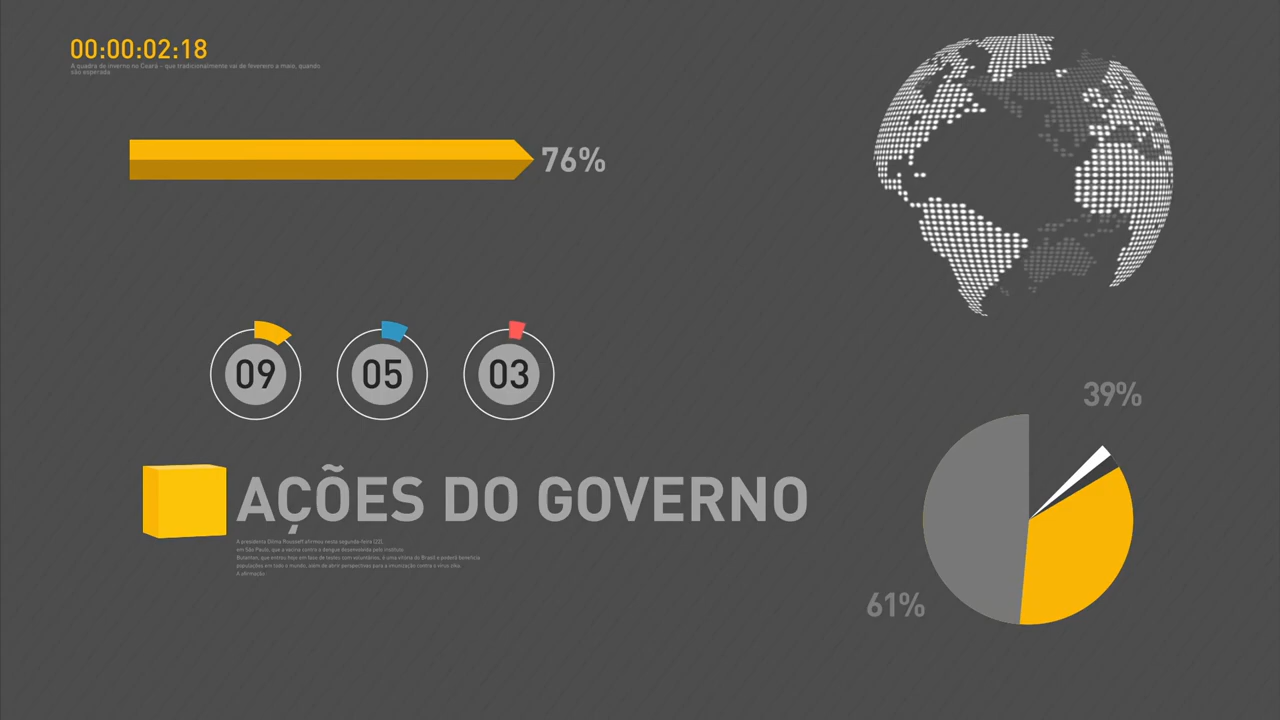 00:00:02:18
A quadra de inverno no Ceará – que tradicionalmente vai de fevereiro a maio, quando
são esperada
76%
09 05 03
39%
AÇÕES DO GOVERNO
A presidenta Dilma Rousseff afirmou nesta segunda-feira (22),
em São Paulo, que a vacina contra a dengue desenvolvida pelo Instituto
Butantan, que entrou hoje em fase de testes com voluntários, é uma vitória do Brasil e poderá beneficia
populações em todo o mundo, além de abrir perspectivas para a imunização contra o vírus zika.
A afirmação
61%